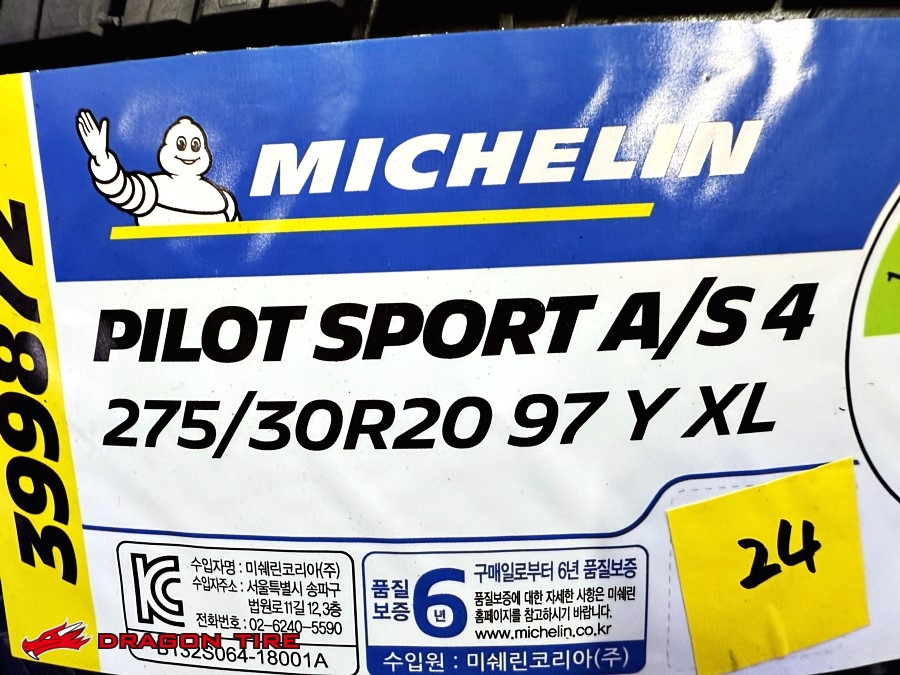 MICHELIN
PILOT SPORT A/S 4
275/30R20 97 Y XL
399872
24
KC
수입자명 : 미쉐린코리아(주)
수입자주소 : 서울특별시 송파구
법원로11길 12,3층
전화번호 : 02-6240-5590
B132S064-18001A
품질
보증
6년
구매일로부터 6년 품질보증
품질보증에 대한 자세한 사항은 미쉐린
홈페이지를 참고하시기 바랍니다.
www.michelin.co.kr
수입원 : 미쉐린코리아(주)
DRAGON TIRE